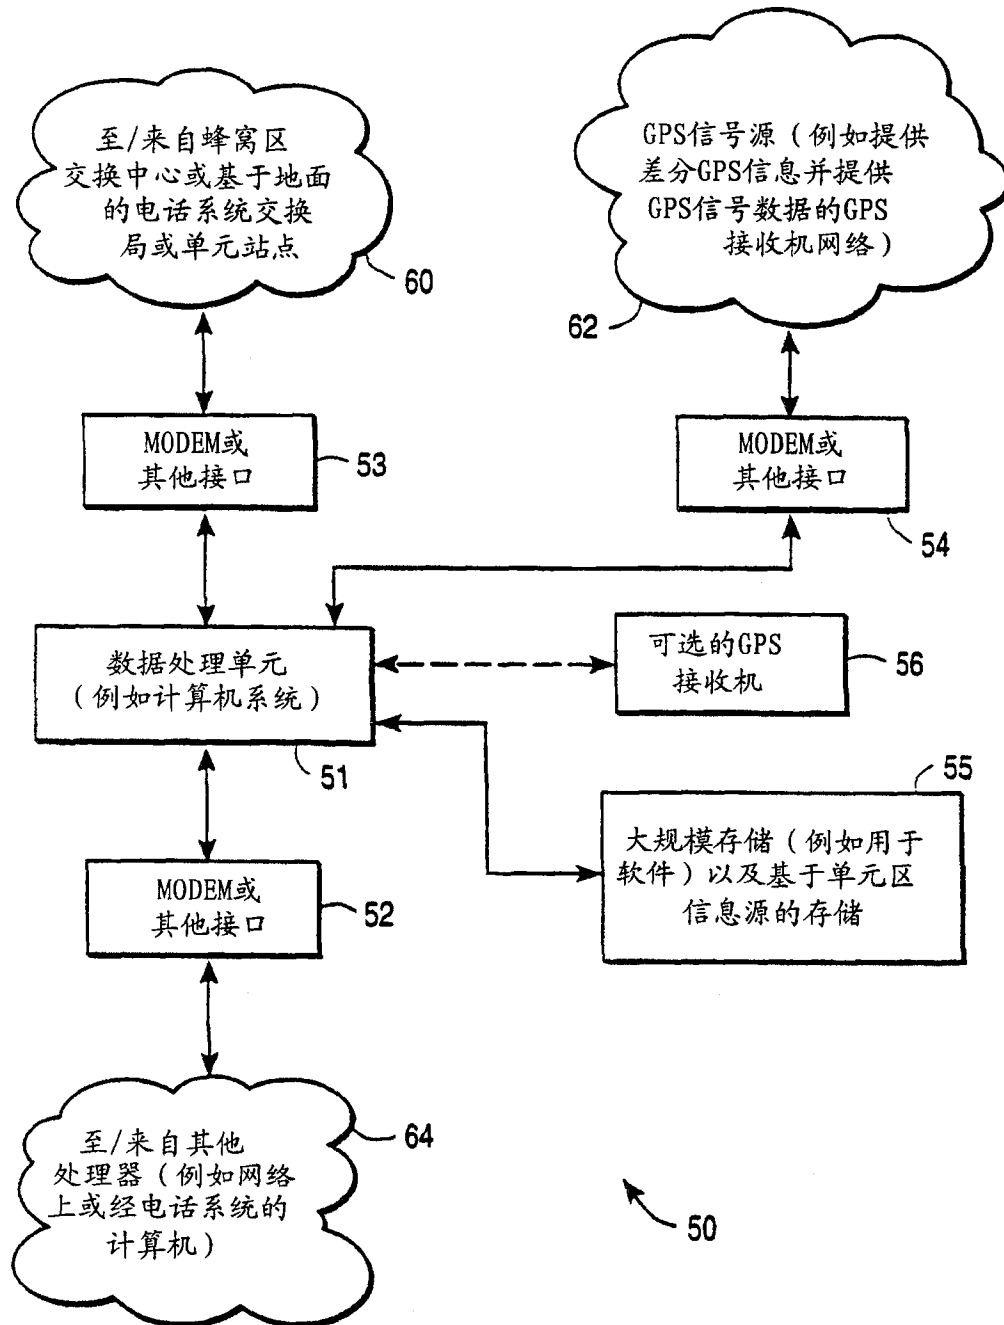 至/来自蜂窝区
交换中心或基于地面
的电话系统交换
局或单元站点
60
GPS信号源（例如提供
差分GPS信息并提供
GPS信号数据的GPS
接收机网络）
62
MODEM或
其他接口
53
MODEM或
其他接口
54
数据处理单元
（例如计算机系统）
51
可选的GPS
接收机
56
55
大规模存储（例如用于
软件）以及基于单元区
信息源的存储
MODEM或
其他接口
52
至/来自其他
处理器（例如网络
上或经电话系统的
计算机）
64
50